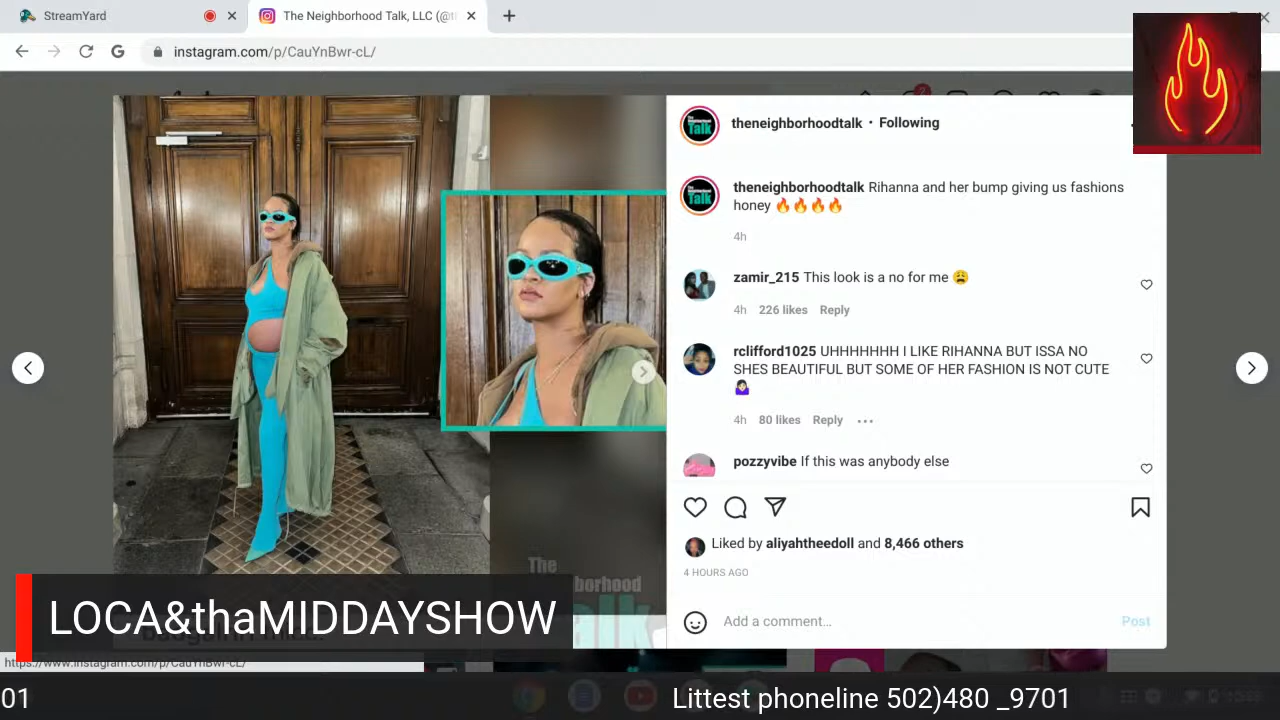 StreamYard
The Neighborhood Talk, LLC (@t
instagram.com/p/CauYnBwr-cL/
theneighborhoodtalk • Following
theneighborhoodtalk Rihanna and her bump giving us fashions
honey 🔥🔥🔥🔥
4h
zamir_215 This look is a no for me 😩
4h 226 likes Reply
rclifford1025 UHHHHHHH I LIKE RIHANNA BUT ISSA NO
SHES BEAUTIFUL BUT SOME OF HER FASHION IS NOT CUTE
🤷🏻‍♀️
4h 80 likes Reply
pozzyvibe If this was anybody else
Liked by aliyahtheedoll and 8,466 others
4 HOURS AGO
Add a comment...
Post
The
borhood
alk
LOCA&thaMIDDAYSHOW
https://www.instagram.com/p/CauYnBwr-cL/
01
Littest phoneline 502)480 _9701